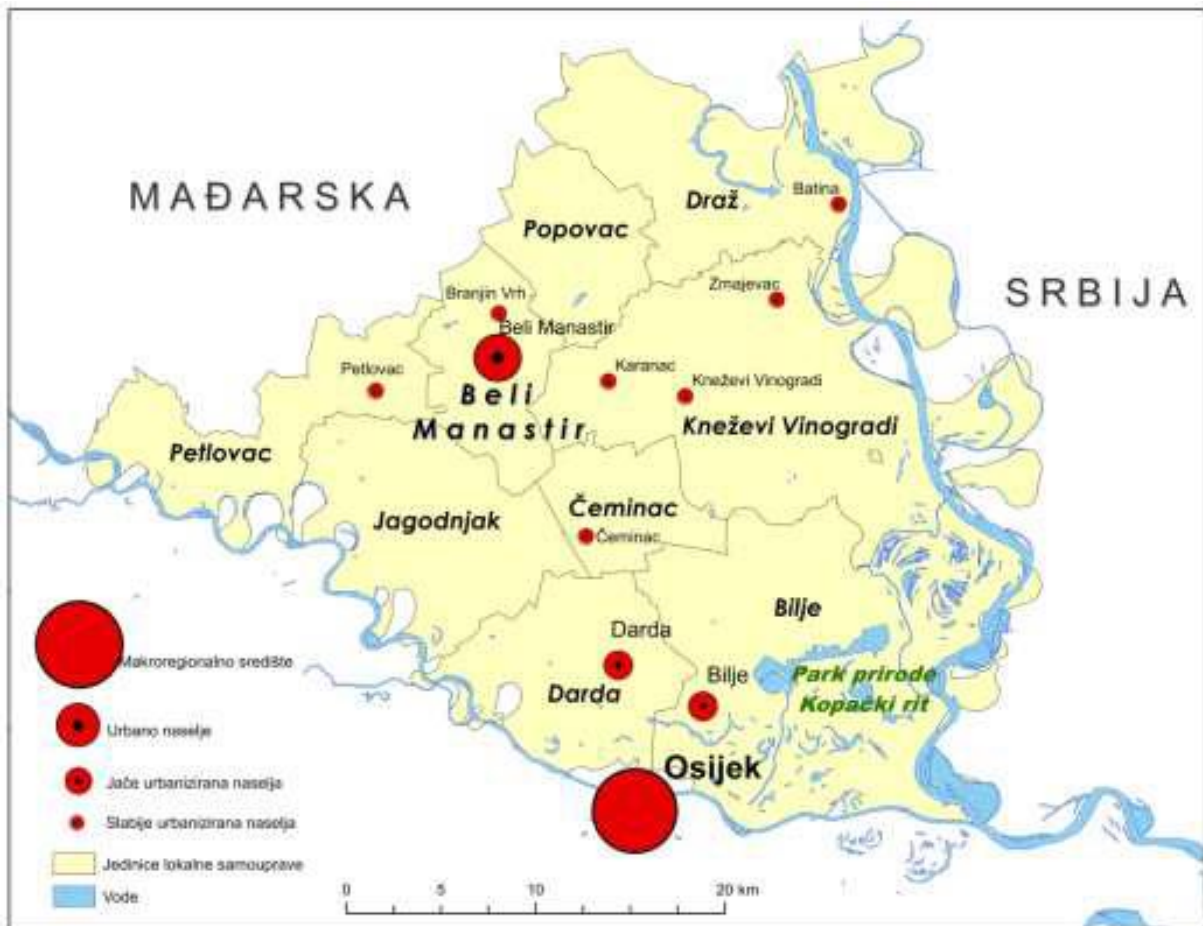 MAĐARSKA
SRBIJA
Draž
Batina
Popovac
Zmajevac
Branjin Vrh
Beli Manastir
Petlovac
Karanac
Kneževi Vinogradi
Beli
Manastir
Kneževi Vinogradi
Petlovac
Jagodnjak
Čeminac
Čeminac
Bilje
Darda
Bilje
Darda
Park prirode
Kopački rit
Osijek
Makroregionalno središte
Urbano naselje
Jače urbanizirana naselja
Slabije urbanizirana naselja
Jedinice lokalne samouprave
Vode
0 5 10 20 km